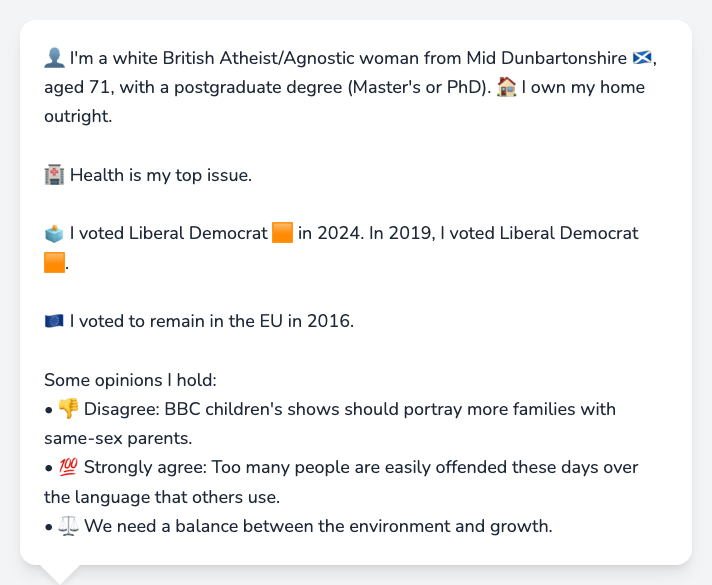 👤 I'm a white British Atheist/Agnostic woman from Mid Dunbartonshire 🏴󠁧󠁢󠁳󠁣󠁴󠁿,
aged 71, with a postgraduate degree (Master's or PhD). 🏠 I own my home
outright.
🏥 Health is my top issue.
🗳️ I voted Liberal Democrat 🟧 in 2024. In 2019, I voted Liberal Democrat
🟧.
🇪🇺 I voted to remain in the EU in 2016.
Some opinions I hold:
• 👎 Disagree: BBC children's shows should portray more families with
same-sex parents.
• 💯 Strongly agree: Too many people are easily offended these days over
the language that others use.
• ⚖️ We need a balance between the environment and growth.